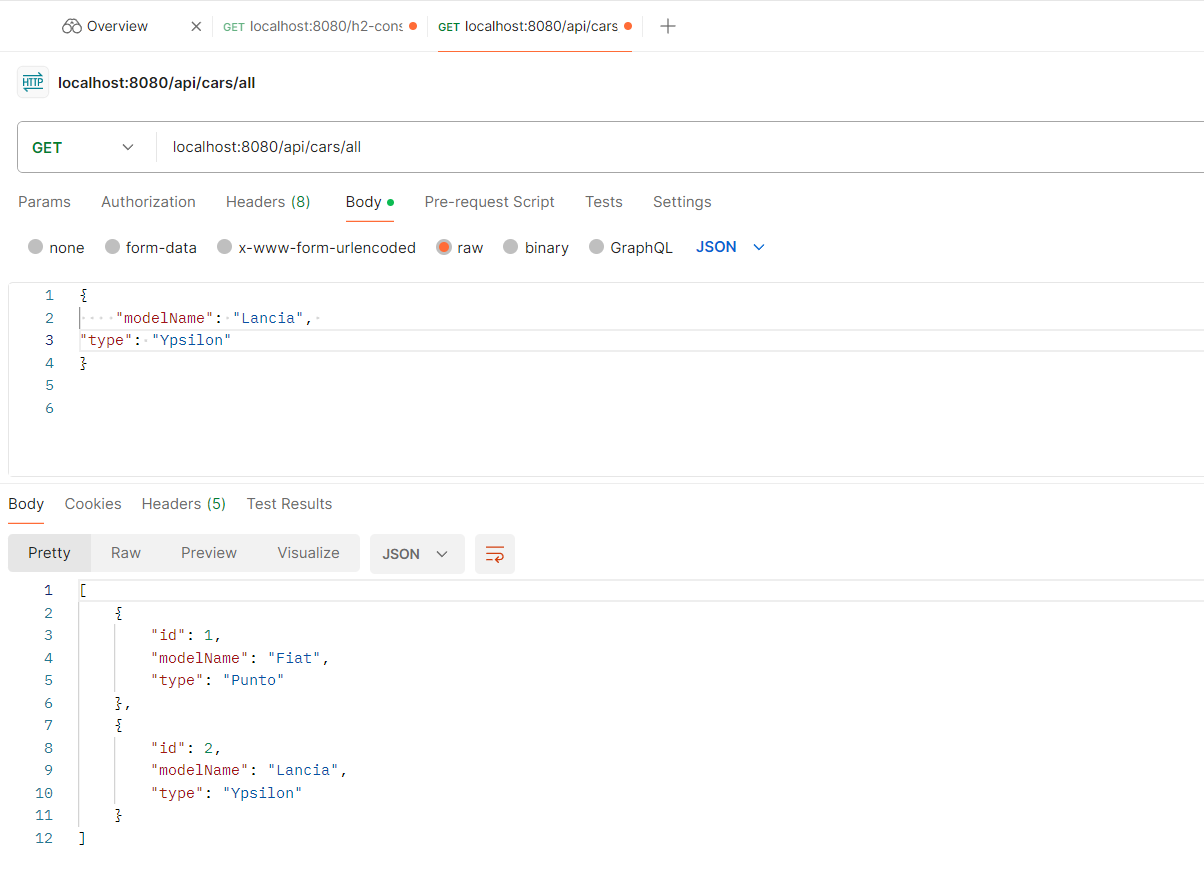 Overview
GET localhost:8080/h2-cons
GET localhost:8080/api/cars
HTTP localhost:8080/api/cars/all
GET localhost:8080/api/cars/all
Params Authorization Headers (8) Body Pre-request Script Tests Settings
none form-data x-www-form-urlencoded raw binary GraphQL JSON
1 {
2 "modelName": "Lancia",
3 "type": "Ypsilon"
4 }
5
6
Body Cookies Headers (5) Test Results
Pretty Raw Preview Visualize JSON
1 [
2 {
3 "id": 1,
4 "modelName": "Fiat",
5 "type": "Punto"
6 },
7 {
8 "id": 2,
9 "modelName": "Lancia",
10 "type": "Ypsilon"
11 }
12 ]